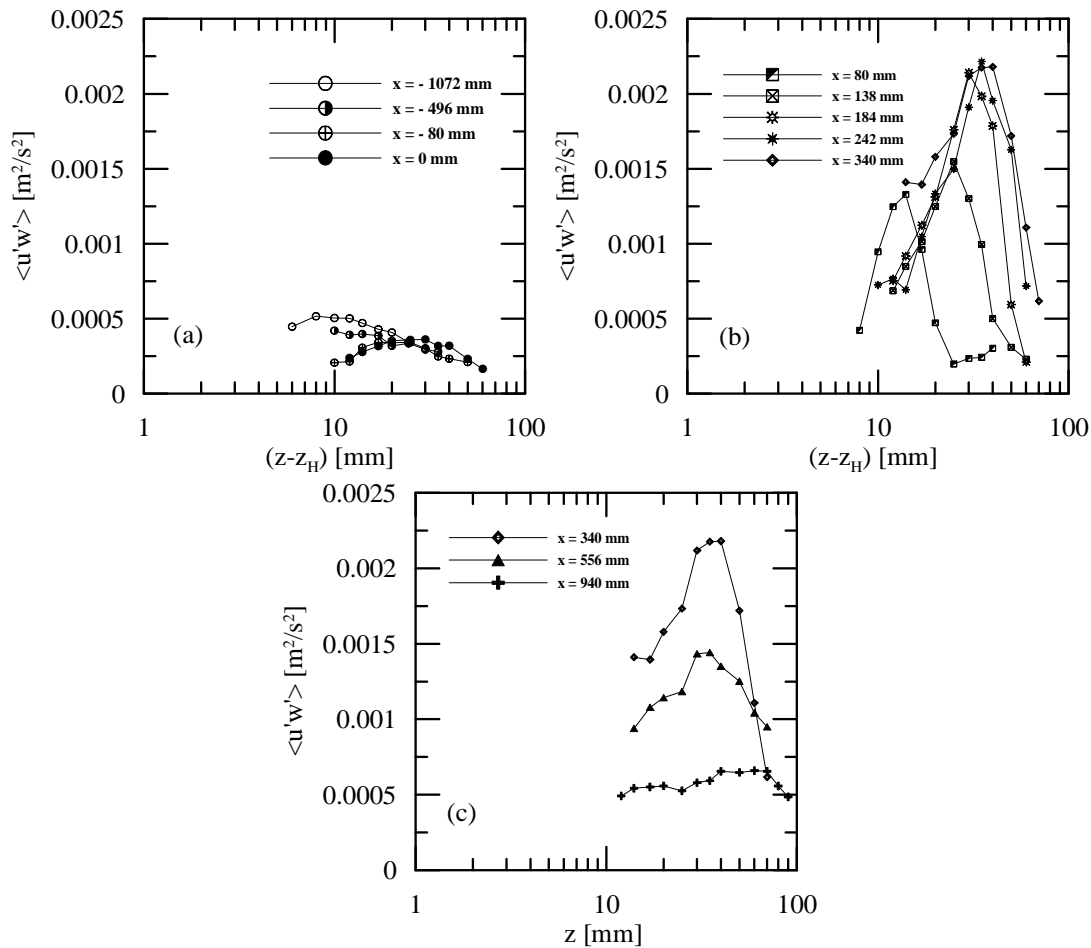 0.0025
0.002
0.0015
0.001
0.0005
0
<u'w'> [m²/s²]
x = - 1072 mm
x = - 496 mm
x = - 80 mm
x = 0 mm
(a)
1 10 100
(z-z_H) [mm]
0.0025
0.002
0.0015
0.001
0.0005
0
<u'w'> [m²/s²]
x = 80 mm
x = 138 mm
x = 184 mm
x = 242 mm
x = 340 mm
(b)
1 10 100
(z-z_H) [mm]
0.0025
0.002
0.0015
0.001
0.0005
0
<u'w'> [m²/s²]
x = 340 mm
x = 556 mm
x = 940 mm
(c)
1 10 100
z [mm]